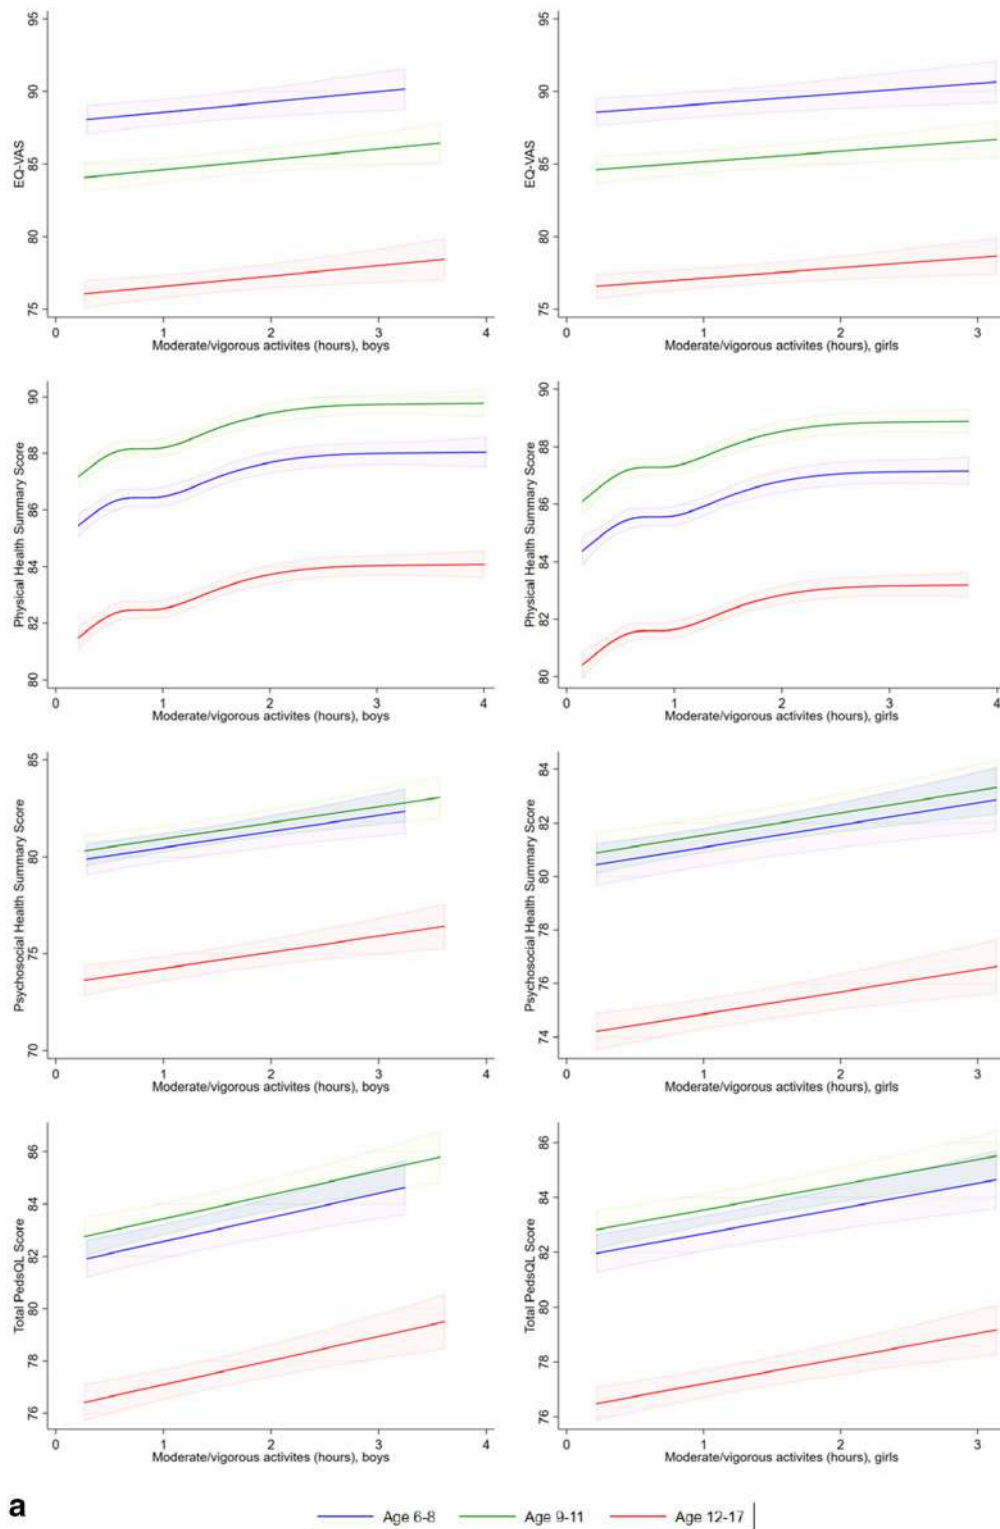 EQ-VAS
95
90
85
80
75
0 1 2 3 4
Moderate/vigorous activites (hours), boys
EQ-VAS
95
90
85
80
75
0 1 2 3
Moderate/vigorous activites (hours), girls
Physical Health Summary Score
90
88
86
84
82
80
0 1 2 3 4
Moderate/vigorous activites (hours), boys
Physical Health Summary Score
90
88
86
84
82
80
0 1 2 3 4
Moderate/vigorous activites (hours), girls
Psychosocial Health Summary Score
85
80
75
70
0 1 2 3 4
Moderate/vigorous activites (hours), boys
Psychosocial Health Summary Score
84
82
80
78
76
74
0 1 2 3
Moderate/vigorous activites (hours), girls
Total PedsQL Score
86
84
82
80
78
76
0 1 2 3 4
Moderate/vigorous activites (hours), boys
Total PedsQL Score
86
84
82
80
78
76
0 1 2 3
Moderate/vigorous activites (hours), girls
a
Age 6-8 Age 9-11 Age 12-17